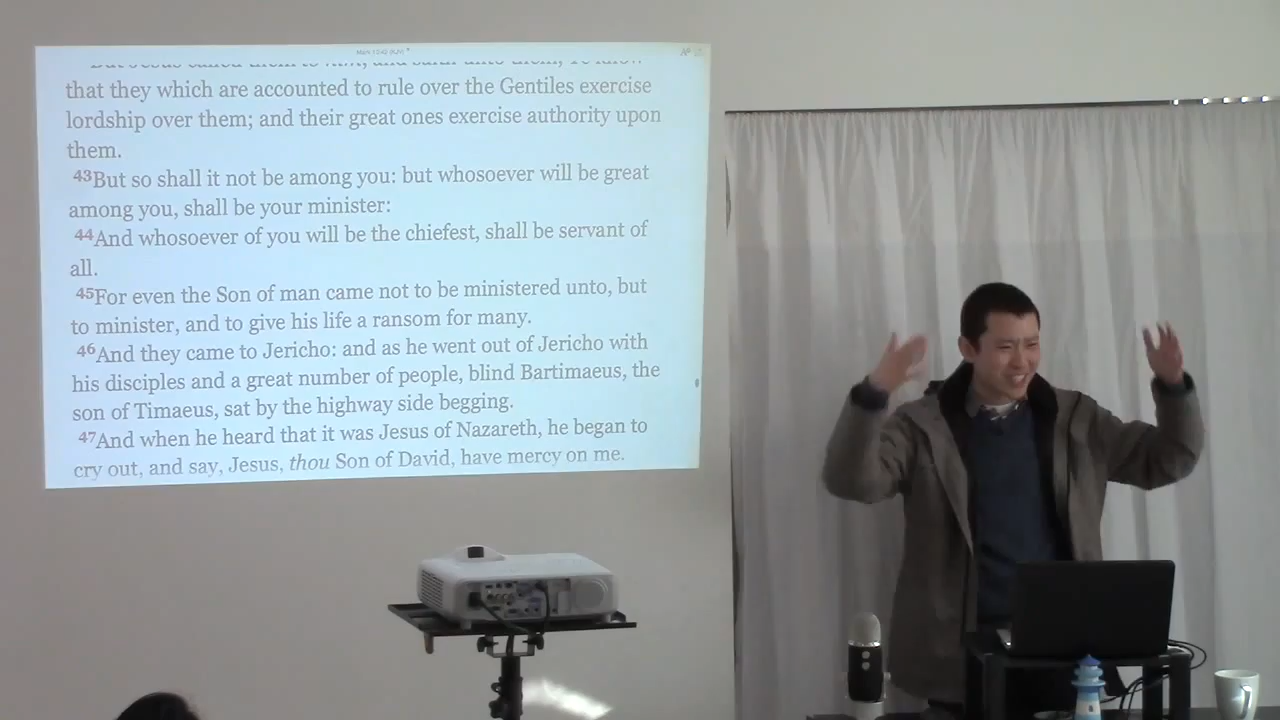 that they which are accounted to rule over the Gentiles exercise
lordship over them; and their great ones exercise authority upon
them.
43But so shall it not be among you: but whosoever will be great
among you, shall be your minister:
44And whosoever of you will be the chiefest, shall be servant of
all.
45For even the Son of man came not to be ministered unto, but
to minister, and to give his life a ransom for many.
46And they came to Jericho: and as he went out of Jericho with
his disciples and a great number of people, blind Bartimaeus, the
son of Timaeus, sat by the highway side begging.
47And when he heard that it was Jesus of Nazareth, he began to
cry out, and say, Jesus, thou Son of David, have mercy on me.